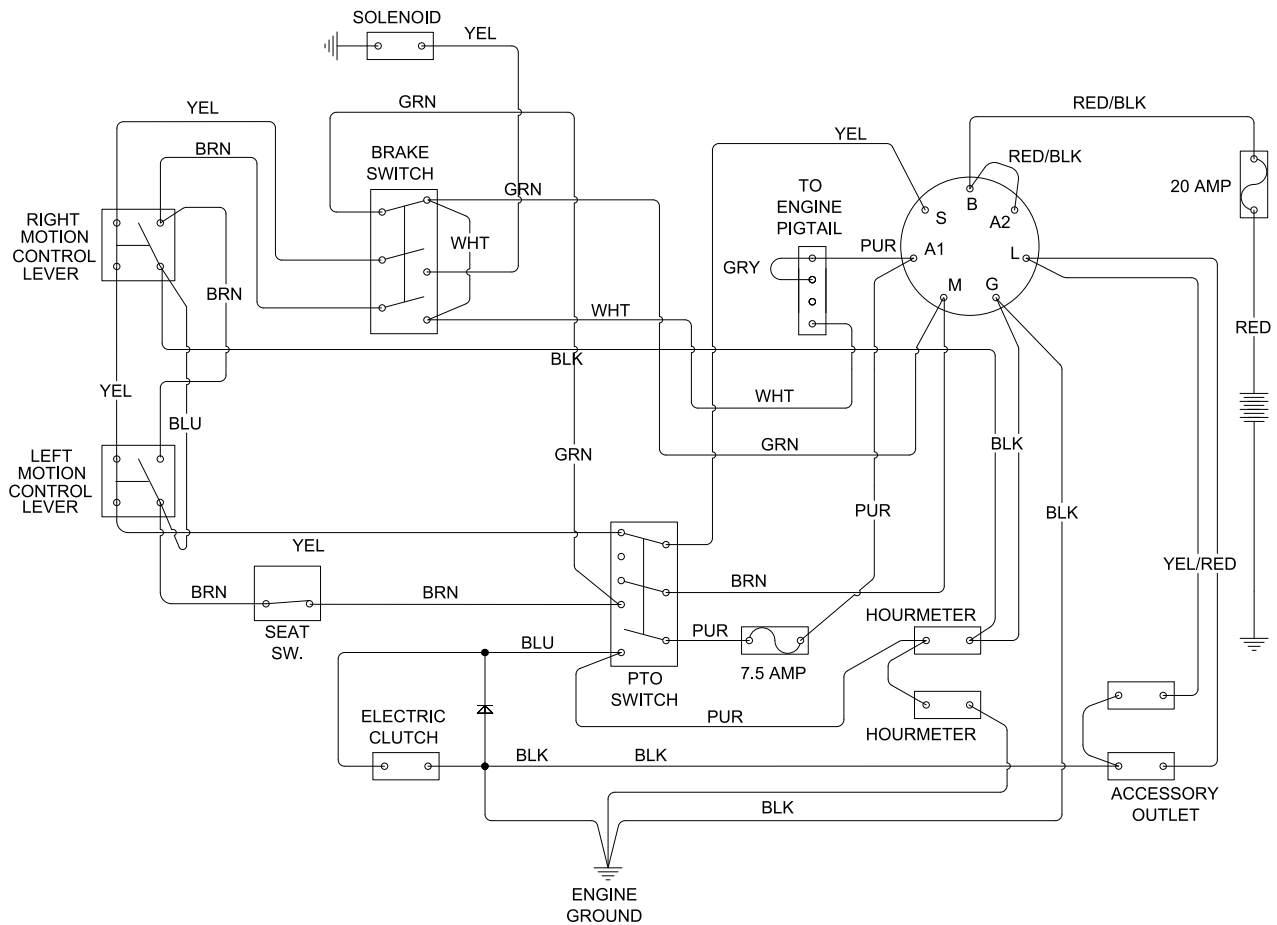 SOLENOID
YEL
GRN
YEL
RED/BLK
BRN
BRAKE
SWITCH
YEL
RED/BLK
20 AMP
GRN
TO
ENGINE
PIGTAIL
B
S
A2
RIGHT
MOTION
CONTROL
LEVER
WHT
PUR
A1
L
GRY
BRN
M
G
WHT
RED
BLK
YEL
WHT
BLU
GRN
BLK
LEFT
MOTION
CONTROL
LEVER
GRN
PUR
BLK
YEL
YEL/RED
BRN
BRN
BRN
SEAT
SW.
HOURMETER
BLU
PUR
7.5 AMP
PTO
SWITCH
PUR
ELECTRIC
CLUTCH
HOURMETER
BLK
BLK
ACCESSORY
OUTLET
BLK
ENGINE
GROUND